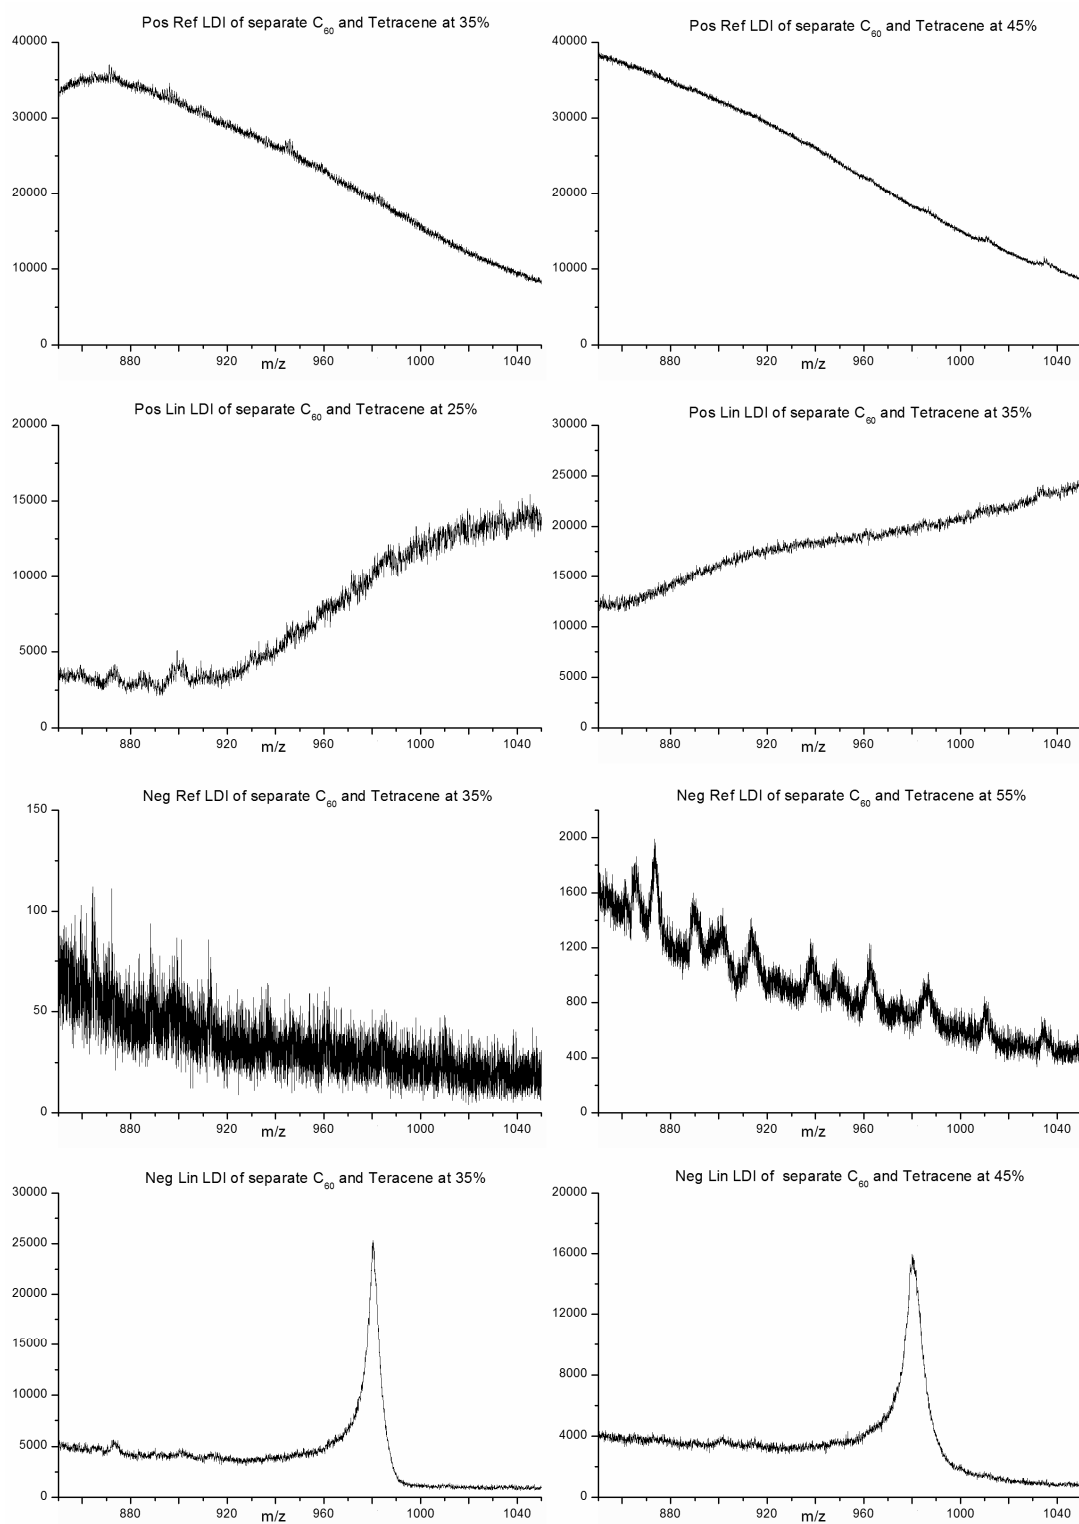 Pos Ref LDI of separate C60 and Tetracene at 35%
40000
30000
20000
10000
0
880 920 960 1000 1040
m/z
Pos Ref LDI of separate C60 and Tetracene at 45%
40000
30000
20000
10000
0
880 920 960 1000 1040
m/z
Pos Lin LDI of separate C60 and Tetracene at 25%
20000
15000
10000
5000
0
880 920 960 1000 1040
m/z
Pos Lin LDI of separate C60 and Tetracene at 35%
30000
25000
20000
15000
10000
5000
0
880 920 960 1000 1040
m/z
Neg Ref LDI of separate C60 and Tetracene at 35%
150
100
50
0
880 920 960 1000 1040
m/z
Neg Ref LDI of separate C60 and Tetracene at 55%
2000
1600
1200
800
400
0
880 920 960 1000 1040
m/z
Neg Lin LDI of separate C60 and Teracene at 35%
30000
25000
20000
15000
10000
5000
0
880 920 960 1000 1040
m/z
Neg Lin LDI of separate C60 and Tetracene at 45%
20000
16000
12000
8000
4000
0
880 920 960 1000 1040
m/z